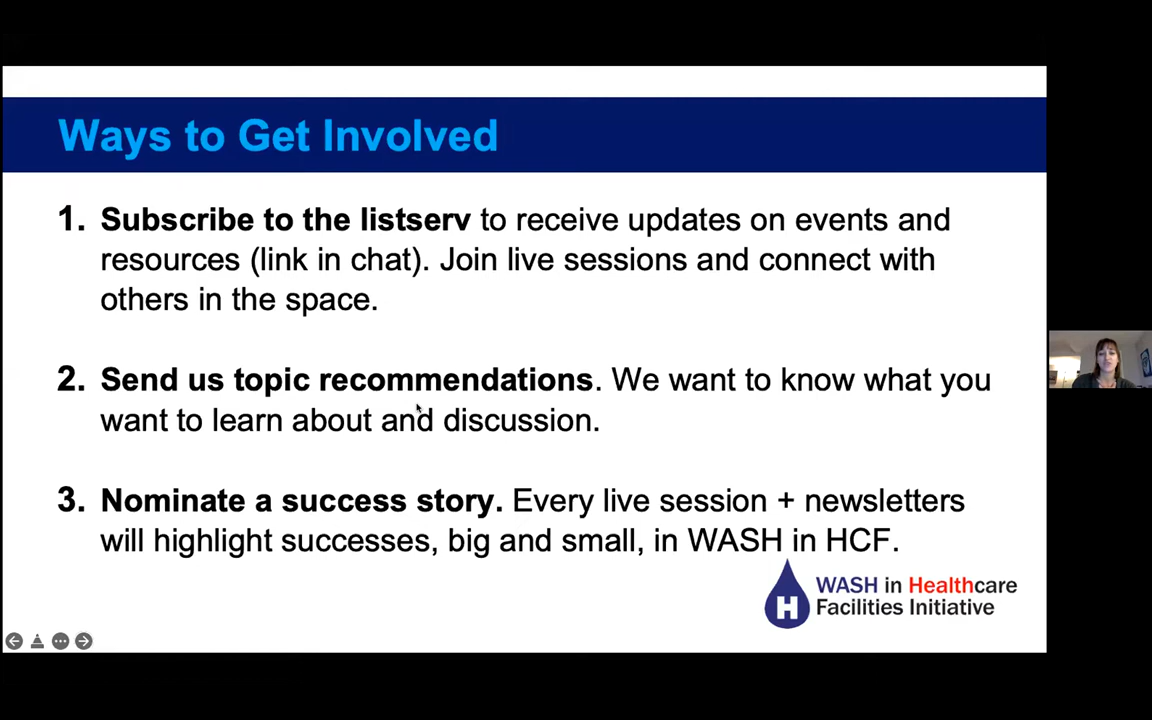 Ways to Get Involved
1. Subscribe to the listserv to receive updates on events and
resources (link in chat). Join live sessions and connect with
others in the space.
2. Send us topic recommendations. We want to know what you
want to learn about and discussion.
3. Nominate a success story. Every live session + newsletters
will highlight successes, big and small, in WASH in HCF.
H
WASH in Healthcare
Facilities Initiative